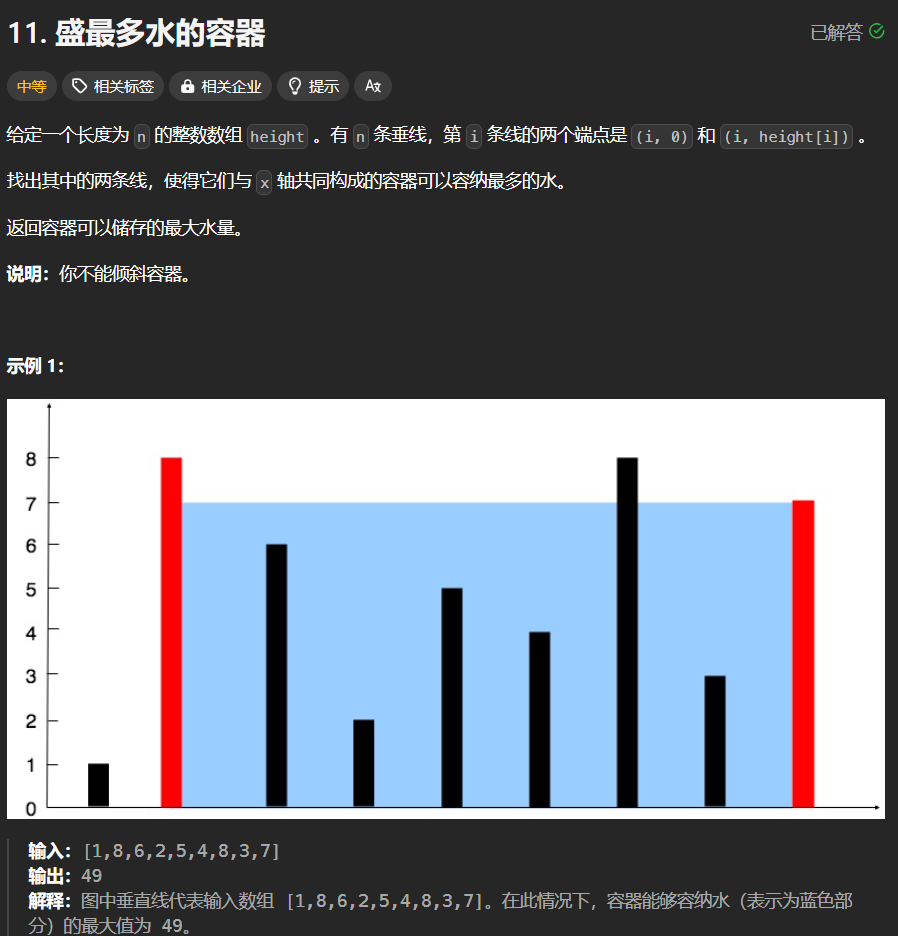 11. 盛最多水的容器
已解答
中等 相关标签 相关企业 提示 Aあ
给定一个长度为 n 的整数数组 height 。有 n 条垂线，第 i 条线的两个端点是 (i, 0) 和 (i, height[i]) 。
找出其中的两条线，使得它们与 x 轴共同构成的容器可以容纳最多的水。
返回容器可以储存的最大水量。
说明：你不能倾斜容器。
示例 1：
8
7
6
5
4
3
2
1
0
输入：[1,8,6,2,5,4,8,3,7]
输出：49
解释：图中垂直线代表输入数组 [1,8,6,2,5,4,8,3,7]。在此情况下，容器能够容纳水（表示为蓝色部
分）的最大值为 49。